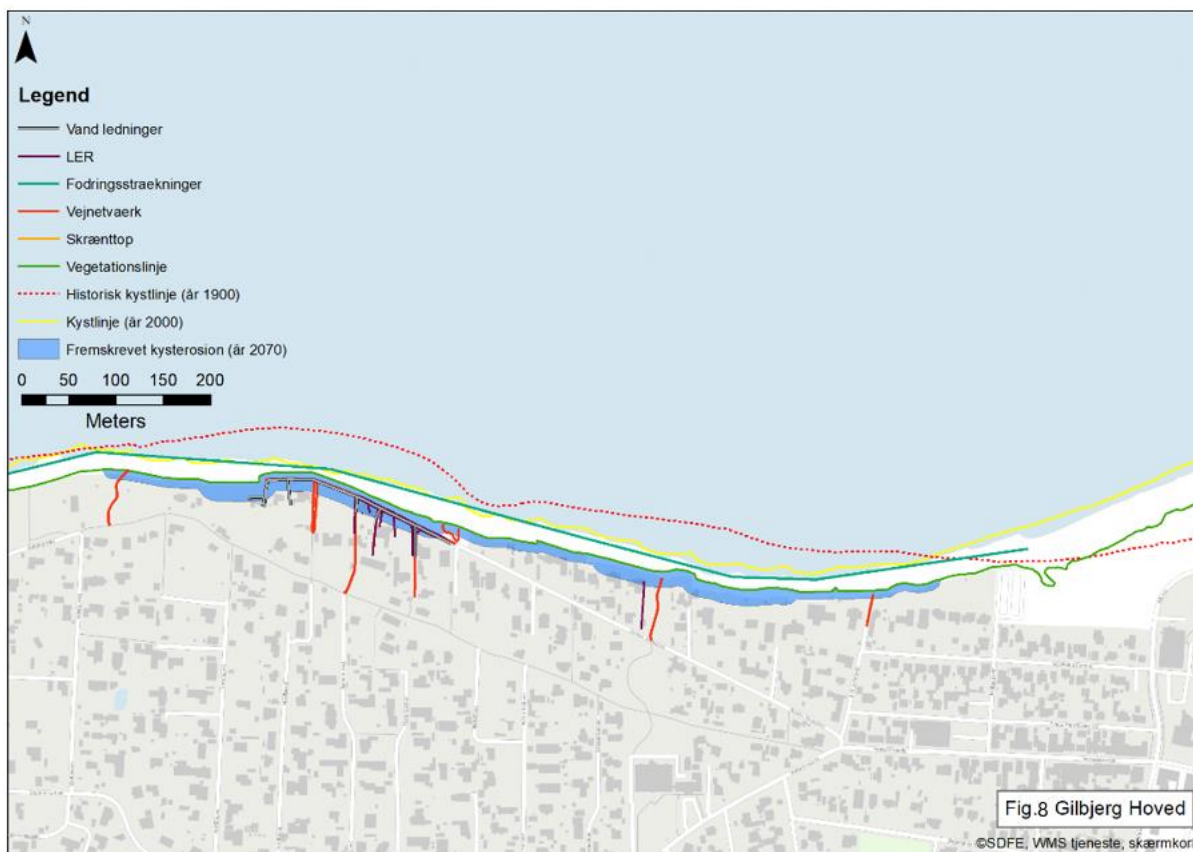 N
Legend
Vand ledninger
LER
Fodringsstraekninger
Vejnetvaerk
Skrænttop
Vegetationslinje
Historisk kystlinje (år 1900)
Kystlinje (år 2000)
Fremskrevet kysterosion (år 2070)
0 50 100 150 200
Meters
Fig.8 Gilbjerg Hoved
©SDFE, WMS tjeneste, skærmkor